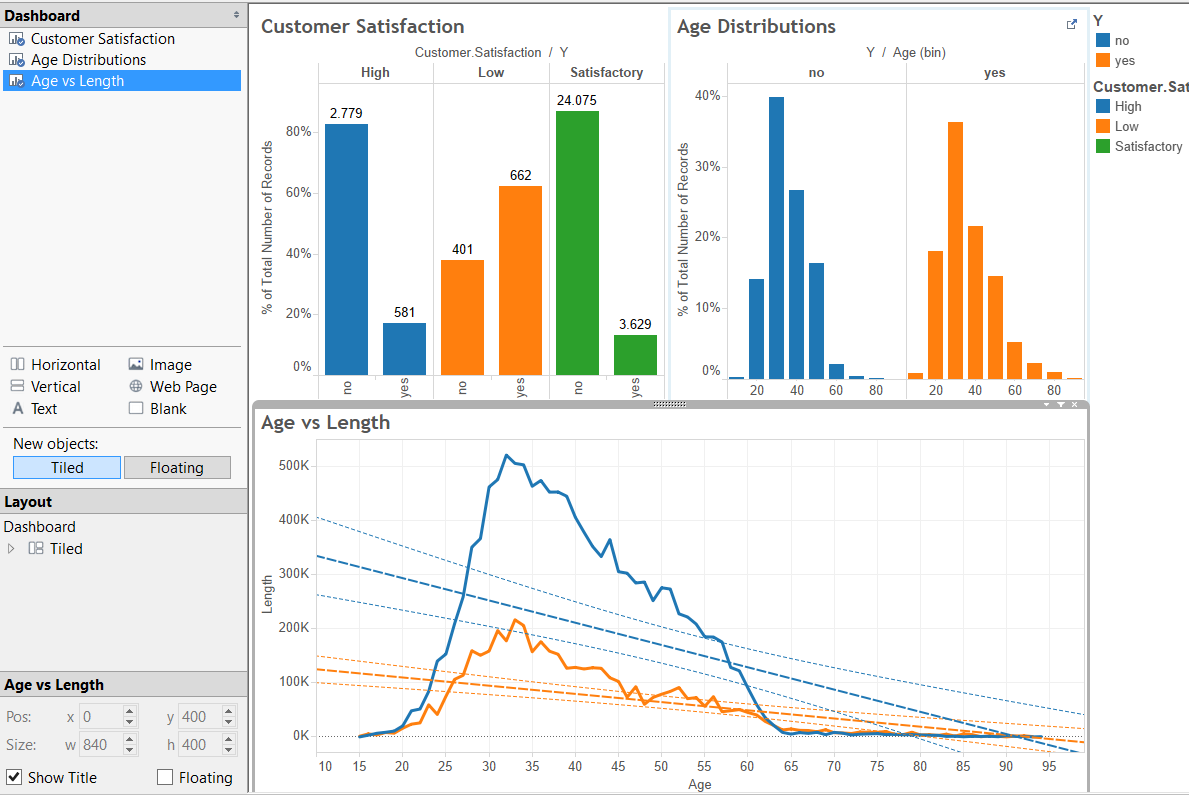 Dashboard
Customer Satisfaction
Age Distributions
Age vs Length
Horizontal Image
Vertical Web Page
A Text Blank
New objects:
Tiled Floating
Layout
Dashboard
Tiled
Age vs Length
Pos: x 0 y 400
Size: w 840 h 400
Show Title Floating
Customer Satisfaction
Customer.Satisfaction / Y
High Low Satisfactory
% of Total Number of Records
80%
60%
40%
20%
0%
2.779
581
401
662
24.075
3.629
no yes no yes no yes
Age Distributions
Y / Age (bin)
no yes
% of Total Number of Records
40%
30%
20%
10%
0%
20 40 60 80 20 40 60 80
Y
no
yes
Customer.Sat
High
Low
Satisfactory
Age vs Length
Length
500K
400K
300K
200K
100K
0K
10 15 20 25 30 35 40 45 50 55 60 65 70 75 80 85 90 95
Age